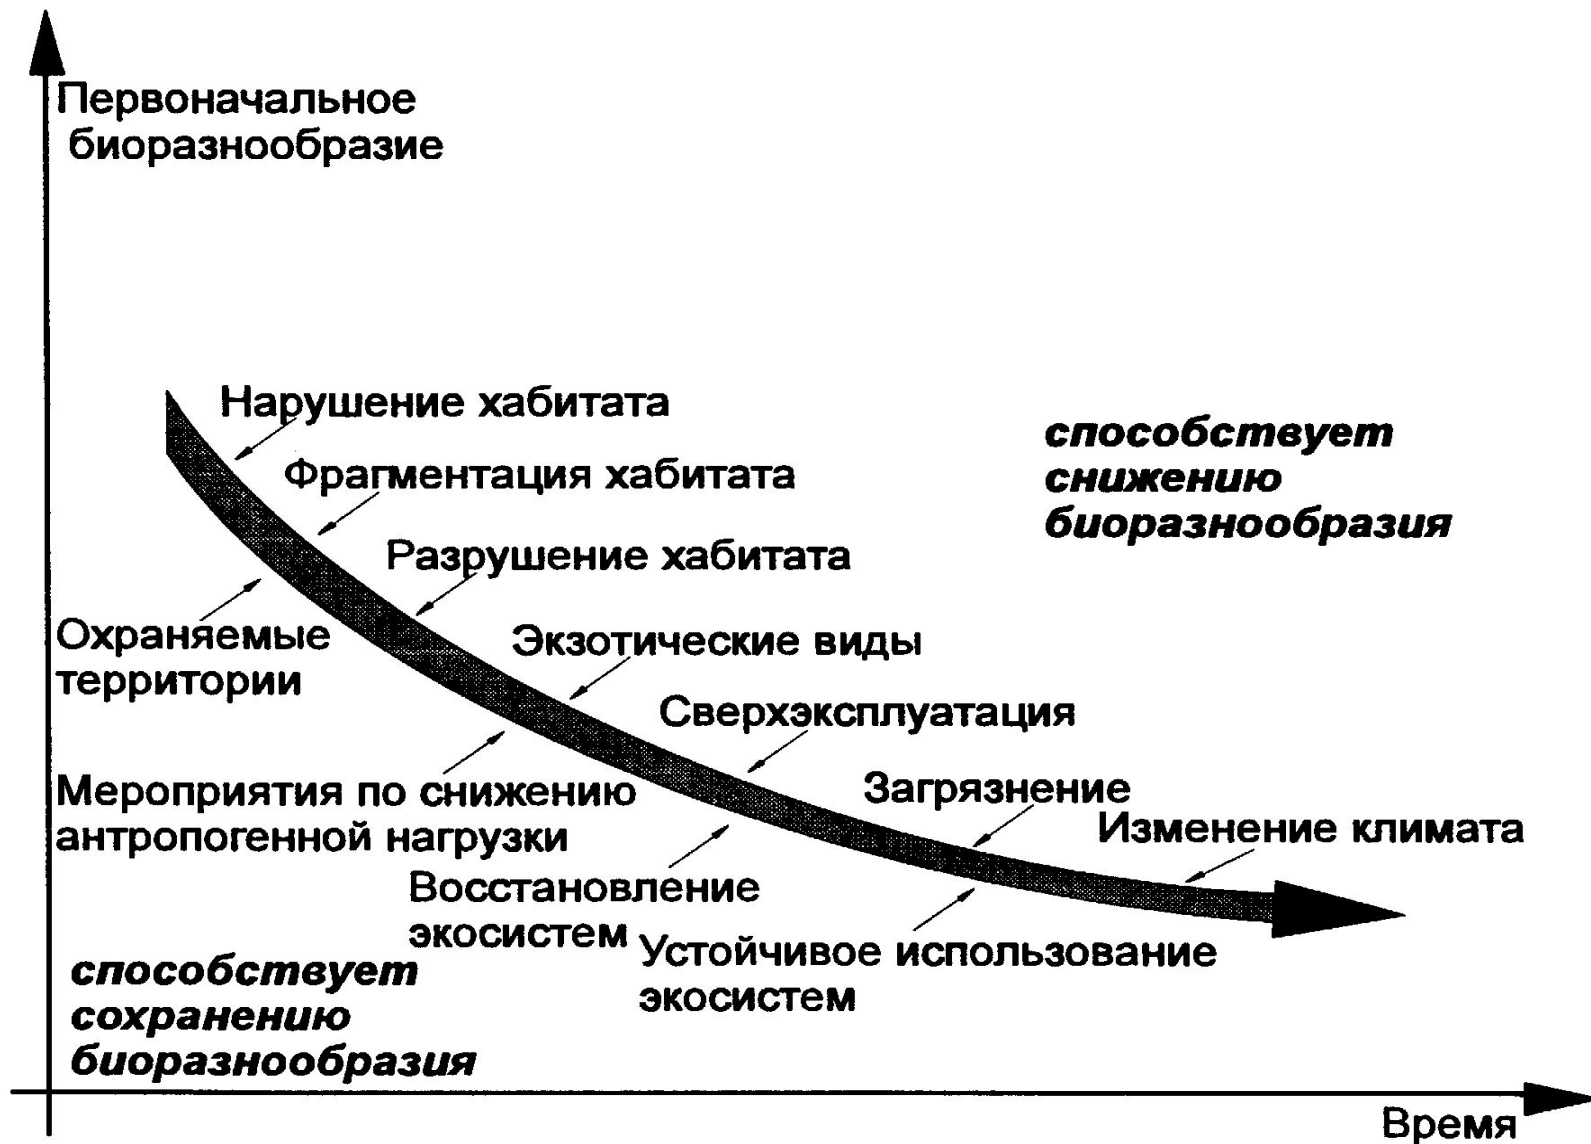 Первоначальное
биоразнообразие
Нарушение хабитата
способствует
снижению
биоразнообразия
Фрагментация хабитата
Разрушение хабитата
Охраняемые
территории
Экзотические виды
Сверхэксплуатация
Мероприятия по снижению
антропогенной нагрузки
Загрязнение
Изменение климата
Восстановление
экосистем
Устойчивое использование
экосистем
способствует
сохранению
биоразнообразия
Время